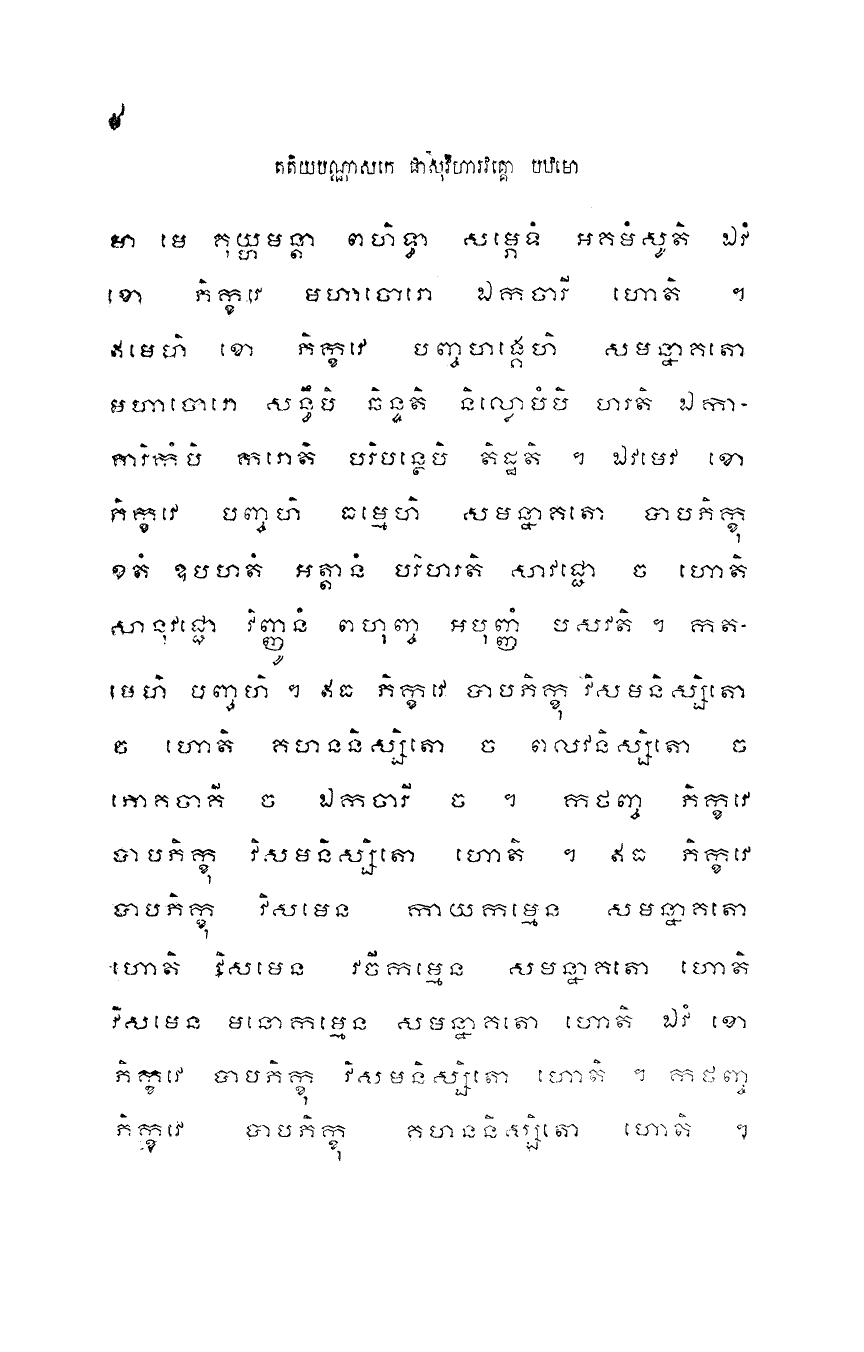 តតិយបណ្ណាសកេ ផាសុវិហារវគ្គោ បឋមោ
មា មេ គុយ្ហមន្តា ពហិទ្ធា សម្ភេទំ អគមំសូតិ ឯវំ
ខោ ភិក្ខវេ មហាចោរោ ឯកចារី ហោតិ ។
ឥមេហិ ខោ ភិក្ខវេ បញ្ចហង្គេហិ សមន្នាគតោ
មហាចោរោ សន្ធឹបិ ឆិន្ទតិ និល្លោបំបិ ហរតិ ឯកា-
គារិកំបិ ករោតិ បរិបន្ថេបិ តិដ្ឋតិ ។ ឯវមេវ ខោ
ភិក្ខវេ បញ្ចហិ ធម្មេហិ សមន្នាគតោ បាបភិក្ខុ
ខតំ ឧបហតំ អត្តានំ បរិហរតិ សាវជ្ជោ ច ហោតិ
សានុវជ្ជោ វិញ្ញូនំ ពហុញ្ច អបុញ្ញំ បសវតិ ។ កត-
មេហិ បញ្ចហិ ។ ឥធ ភិក្ខវេ បាបភិក្ខុ វិសមនិស្សិតោ
ច ហោតិ គហននិស្សិតោ ច ពលវនិស្សិតោ ច
ភោគចាគី ច ឯកចារី ច ។ កថញ្ច ភិក្ខវេ
បាបភិក្ខុ វិសមនិស្សិតោ ហោតិ ។ ឥធ ភិក្ខវេ
បាបភិក្ខុ វិសមេន កាយកម្មេន សមន្នាគតោ
ហោតិ វិសមេន វចីកម្មេន សមន្នាគតោ ហោតិ
វិសមេន មនោកម្មេន សមន្នាគតោ ហោតិ ឯវំ ខោ
ភិក្ខវេ បាបភិក្ខុ វិសមនិស្សិតោ ហោតិ ។ កថញ្ច
ភិក្ខវេ បាបភិក្ខុ គហននិស្សិតោ ហោតិ ។